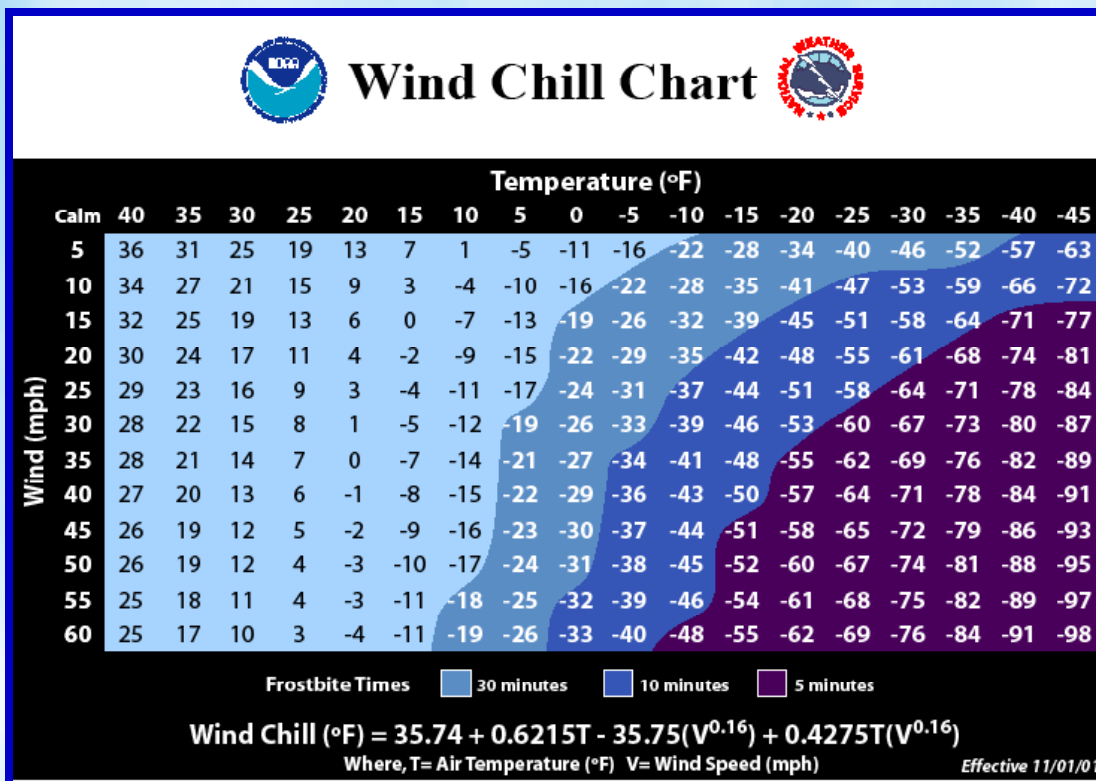 NOAA
Wind Chill Chart
NATIONAL WEATHER SERVICE
Temperature (ºF)
Calm 40 35 30 25 20 15 10 5 0 -5 -10 -15 -20 -25 -30 -35 -40 -45
5 36 31 25 19 13 7 1 -5 -11 -16 -22 -28 -34 -40 -46 -52 -57 -63
10 34 27 21 15 9 3 -4 -10 -16 -22 -28 -35 -41 -47 -53 -59 -66 -72
15 32 25 19 13 6 0 -7 -13 -19 -26 -32 -39 -45 -51 -58 -64 -71 -77
20 30 24 17 11 4 -2 -9 -15 -22 -29 -35 -42 -48 -55 -61 -68 -74 -81
25 29 23 16 9 3 -4 -11 -17 -24 -31 -37 -44 -51 -58 -64 -71 -78 -84
30 28 22 15 8 1 -5 -12 -19 -26 -33 -39 -46 -53 -60 -67 -73 -80 -87
35 28 21 14 7 0 -7 -14 -21 -27 -34 -41 -48 -55 -62 -69 -76 -82 -89
40 27 20 13 6 -1 -8 -15 -22 -29 -36 -43 -50 -57 -64 -71 -78 -84 -91
45 26 19 12 5 -2 -9 -16 -23 -30 -37 -44 -51 -58 -65 -72 -79 -86 -93
50 26 19 12 4 -3 -10 -17 -24 -31 -38 -45 -52 -60 -67 -74 -81 -88 -95
55 25 18 11 4 -3 -11 -18 -25 -32 -39 -46 -54 -61 -68 -75 -82 -89 -97
60 25 17 10 3 -4 -11 -19 -26 -33 -40 -48 -55 -62 -69 -76 -84 -91 -98
Wind (mph)
Frostbite Times 30 minutes 10 minutes 5 minutes
Wind Chill (ºF) = 35.74 + 0.6215T - 35.75(V^0.16) + 0.4275T(V^0.16)
Where, T= Air Temperature (ºF) V= Wind Speed (mph) Effective 11/01/01